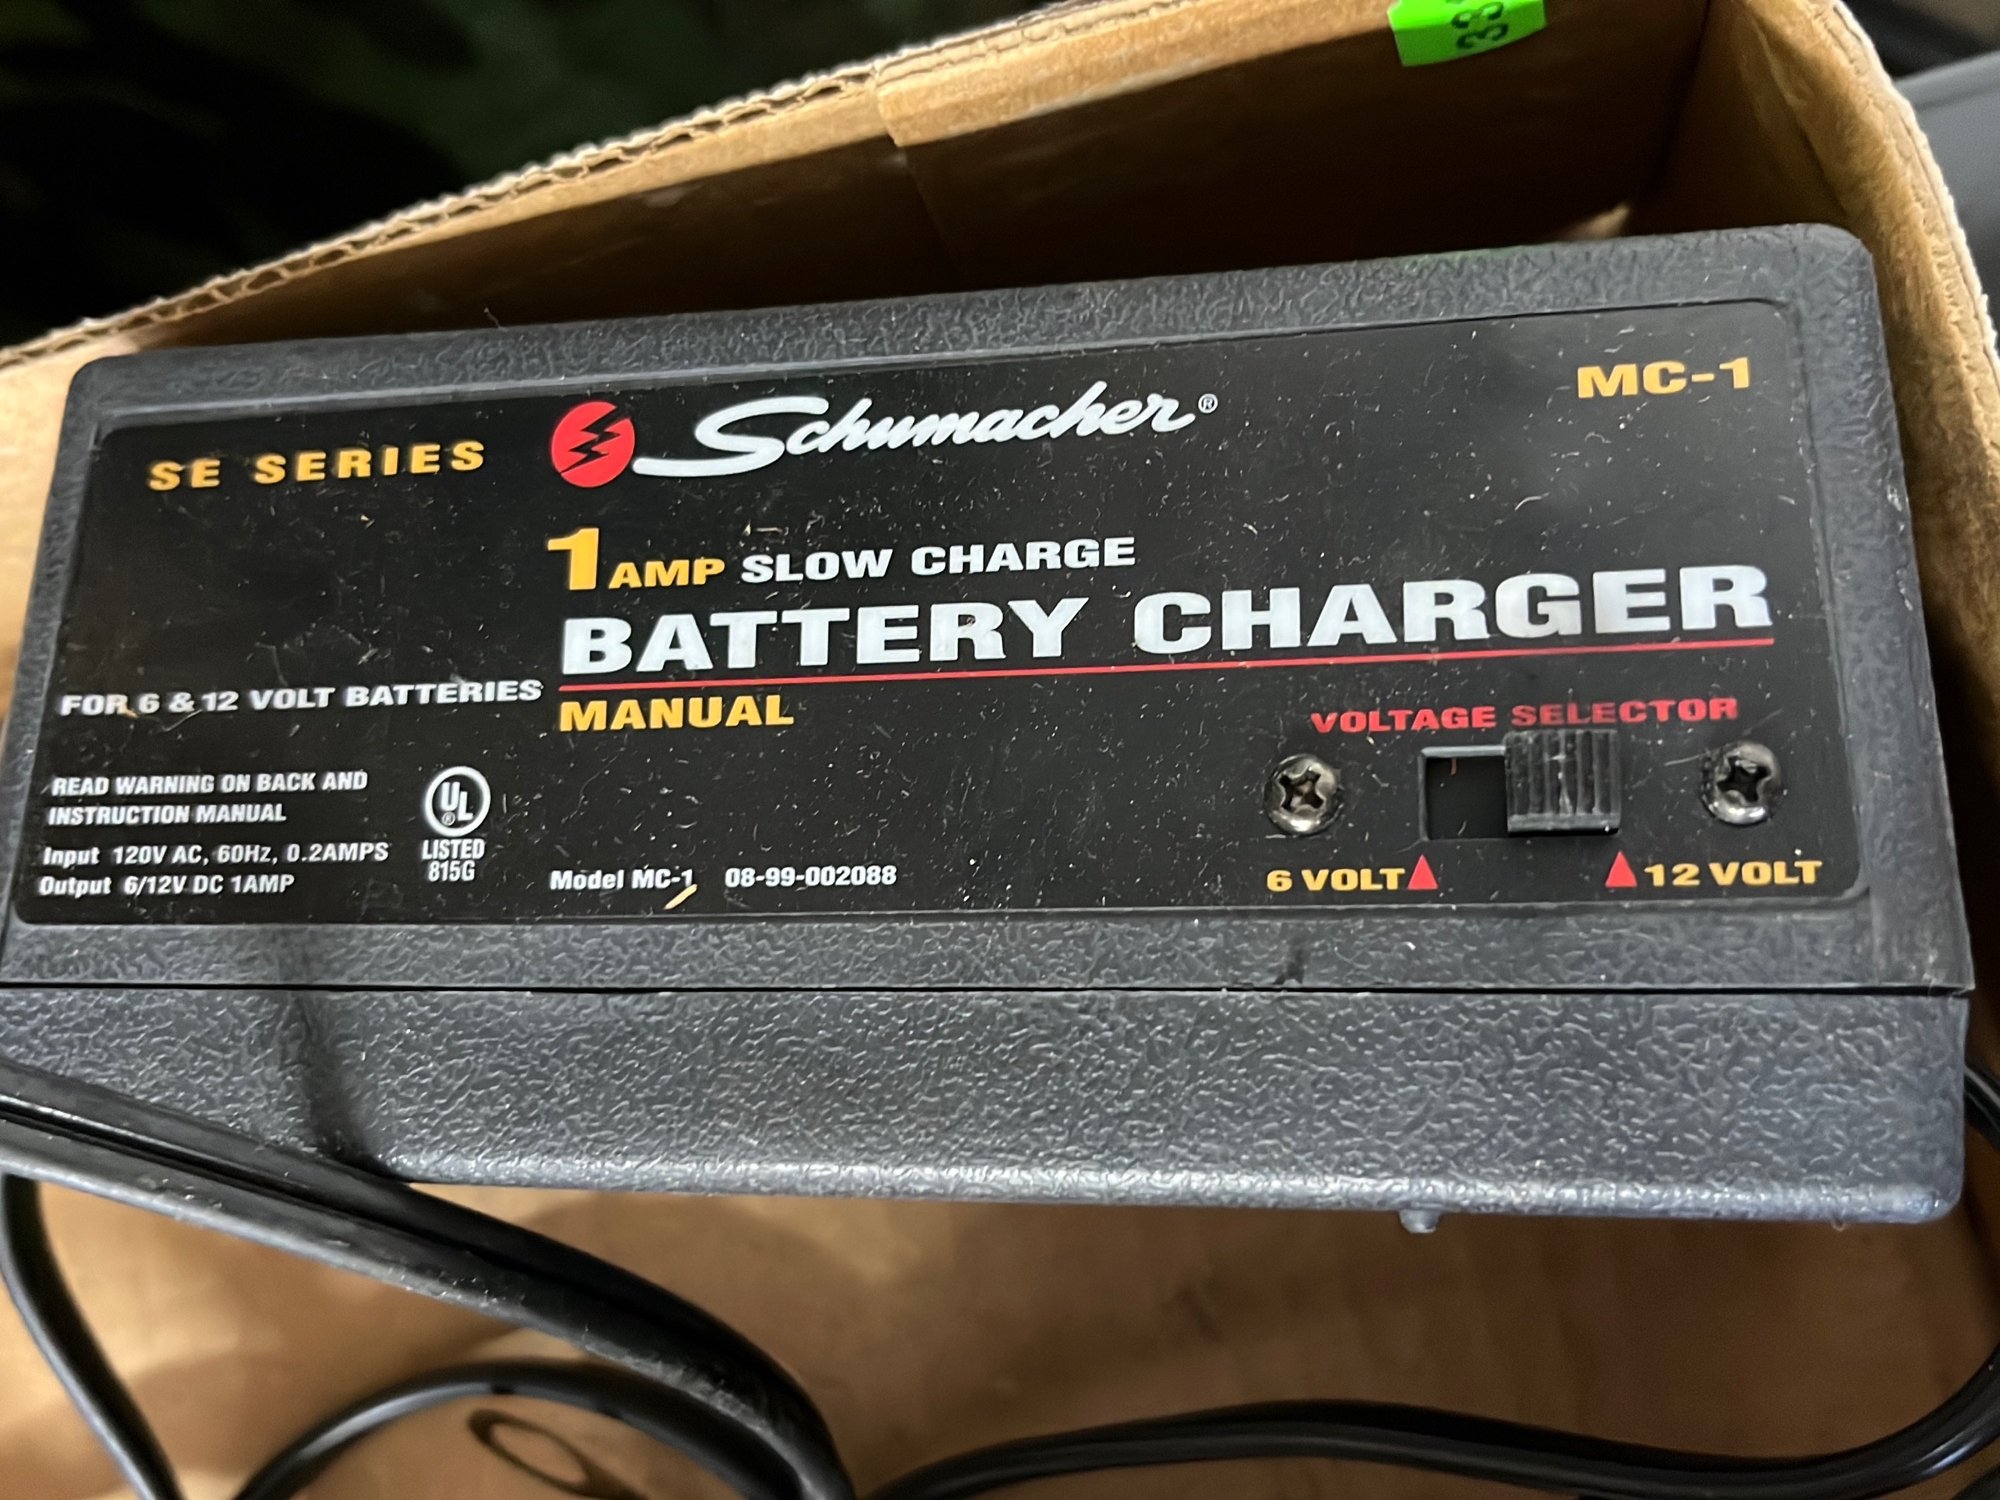 SE SERIES
Schumacher®
MC-1
1 AMP SLOW CHARGE
BATTERY CHARGER
MANUAL
FOR 6 & 12 VOLT BATTERIES
READ WARNING ON BACK AND
INSTRUCTION MANUAL
Input 120V AC, 60Hz, 0.2AMPS
Output 6/12V DC 1AMP
UL®
LISTED
815G
Model MC-1 08-99-002088
VOLTAGE SELECTOR
6 VOLT
12 VOLT